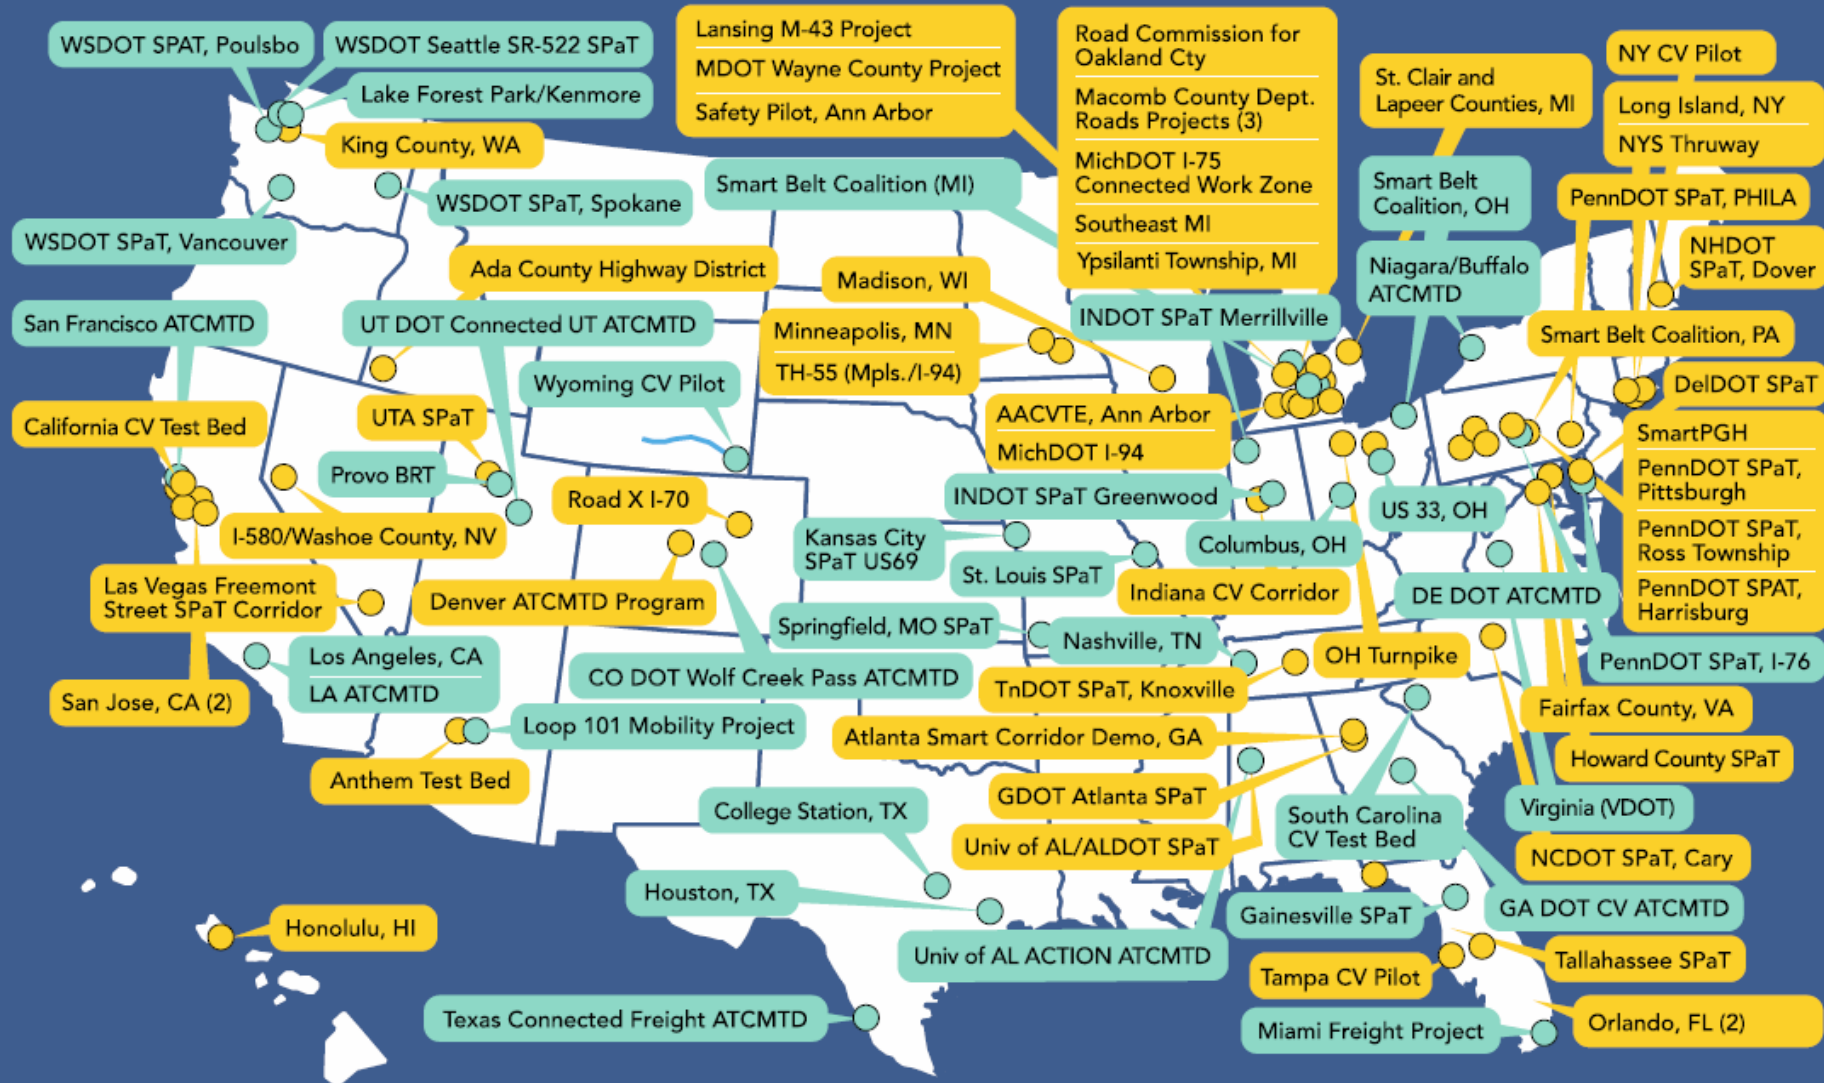 WSDOT SPAT, Poulsbo
WSDOT Seattle SR-522 SPaT
Lake Forest Park/Kenmore
King County, WA
WSDOT SPaT, Spokane
WSDOT SPaT, Vancouver
Lansing M-43 Project
MDOT Wayne County Project
Safety Pilot, Ann Arbor
Road Commission for
Oakland Cty
Macomb County Dept.
Roads Projects (3)
MichDOT I-75
Connected Work Zone
Southeast MI
Ypsilanti Township, MI
St. Clair and
Lapeer Counties, MI
NY CV Pilot
Long Island, NY
NYS Thruway
Smart Belt Coalition (MI)
Smart Belt
Coalition, OH
PennDOT SPaT, PHILA
NHDOT
SPaT, Dover
Ada County Highway District
Madison, WI
Niagara/Buffalo
ATCMTD
San Francisco ATCMTD
UT DOT Connected UT ATCMTD
Minneapolis, MN
TH-55 (Mpls./I-94)
INDOT SPaT Merrillville
Smart Belt Coalition, PA
Wyoming CV Pilot
DelDOT SPaT
California CV Test Bed
UTA SPaT
AACVTE, Ann Arbor
MichDOT I-94
SmartPGH
PennDOT SPaT,
Pittsburgh
PennDOT SPaT,
Ross Township
PennDOT SPAT,
Harrisburg
Provo BRT
Road X I-70
INDOT SPaT Greenwood
US 33, OH
I-580/Washoe County, NV
Kansas City
SPaT US69
Columbus, OH
St. Louis SPaT
Las Vegas Freemont
Street SPaT Corridor
Denver ATCMTD Program
Indiana CV Corridor
DE DOT ATCMTD
Springfield, MO SPaT
Nashville, TN
OH Turnpike
PennDOT SPaT, I-76
Los Angeles, CA
LA ATCMTD
CO DOT Wolf Creek Pass ATCMTD
TnDOT SPaT, Knoxville
San Jose, CA (2)
Fairfax County, VA
Loop 101 Mobility Project
Atlanta Smart Corridor Demo, GA
Howard County SPaT
Anthem Test Bed
GDOT Atlanta SPaT
College Station, TX
South Carolina
CV Test Bed
Virginia (VDOT)
Univ of AL/ALDOT SPaT
NCDOT SPaT, Cary
Houston, TX
Gainesville SPaT
GA DOT CV ATCMTD
Honolulu, HI
Univ of AL ACTION ATCMTD
Tallahassee SPaT
Tampa CV Pilot
Texas Connected Freight ATCMTD
Miami Freight Project
Orlando, FL (2)